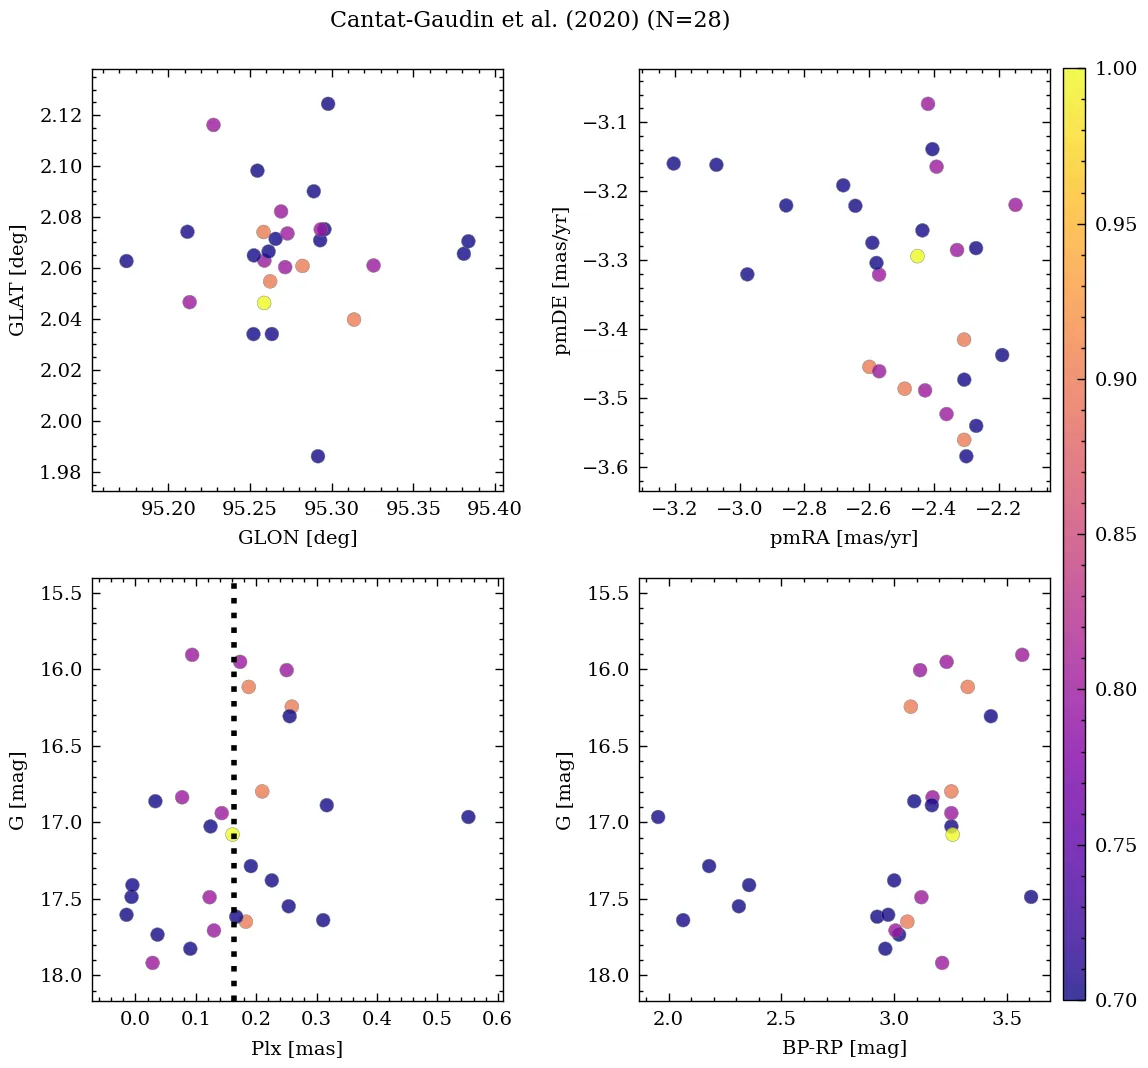 Cantat-Gaudin et al. (2020) (N=28)
2.12
2.10
2.08
2.06
2.04
2.02
2.00
1.98
GLAT [deg]
95.20 95.25 95.30 95.35 95.40
GLON [deg]
−3.1
−3.2
−3.3
−3.4
−3.5
−3.6
pmDE [mas/yr]
−3.2 −3.0 −2.8 −2.6 −2.4 −2.2
pmRA [mas/yr]
15.5
16.0
16.5
17.0
17.5
18.0
G [mag]
0.0 0.1 0.2 0.3 0.4 0.5 0.6
Plx [mas]
15.5
16.0
16.5
17.0
17.5
18.0
G [mag]
2.0 2.5 3.0 3.5
BP-RP [mag]
1.00
0.95
0.90
0.85
0.80
0.75
0.70